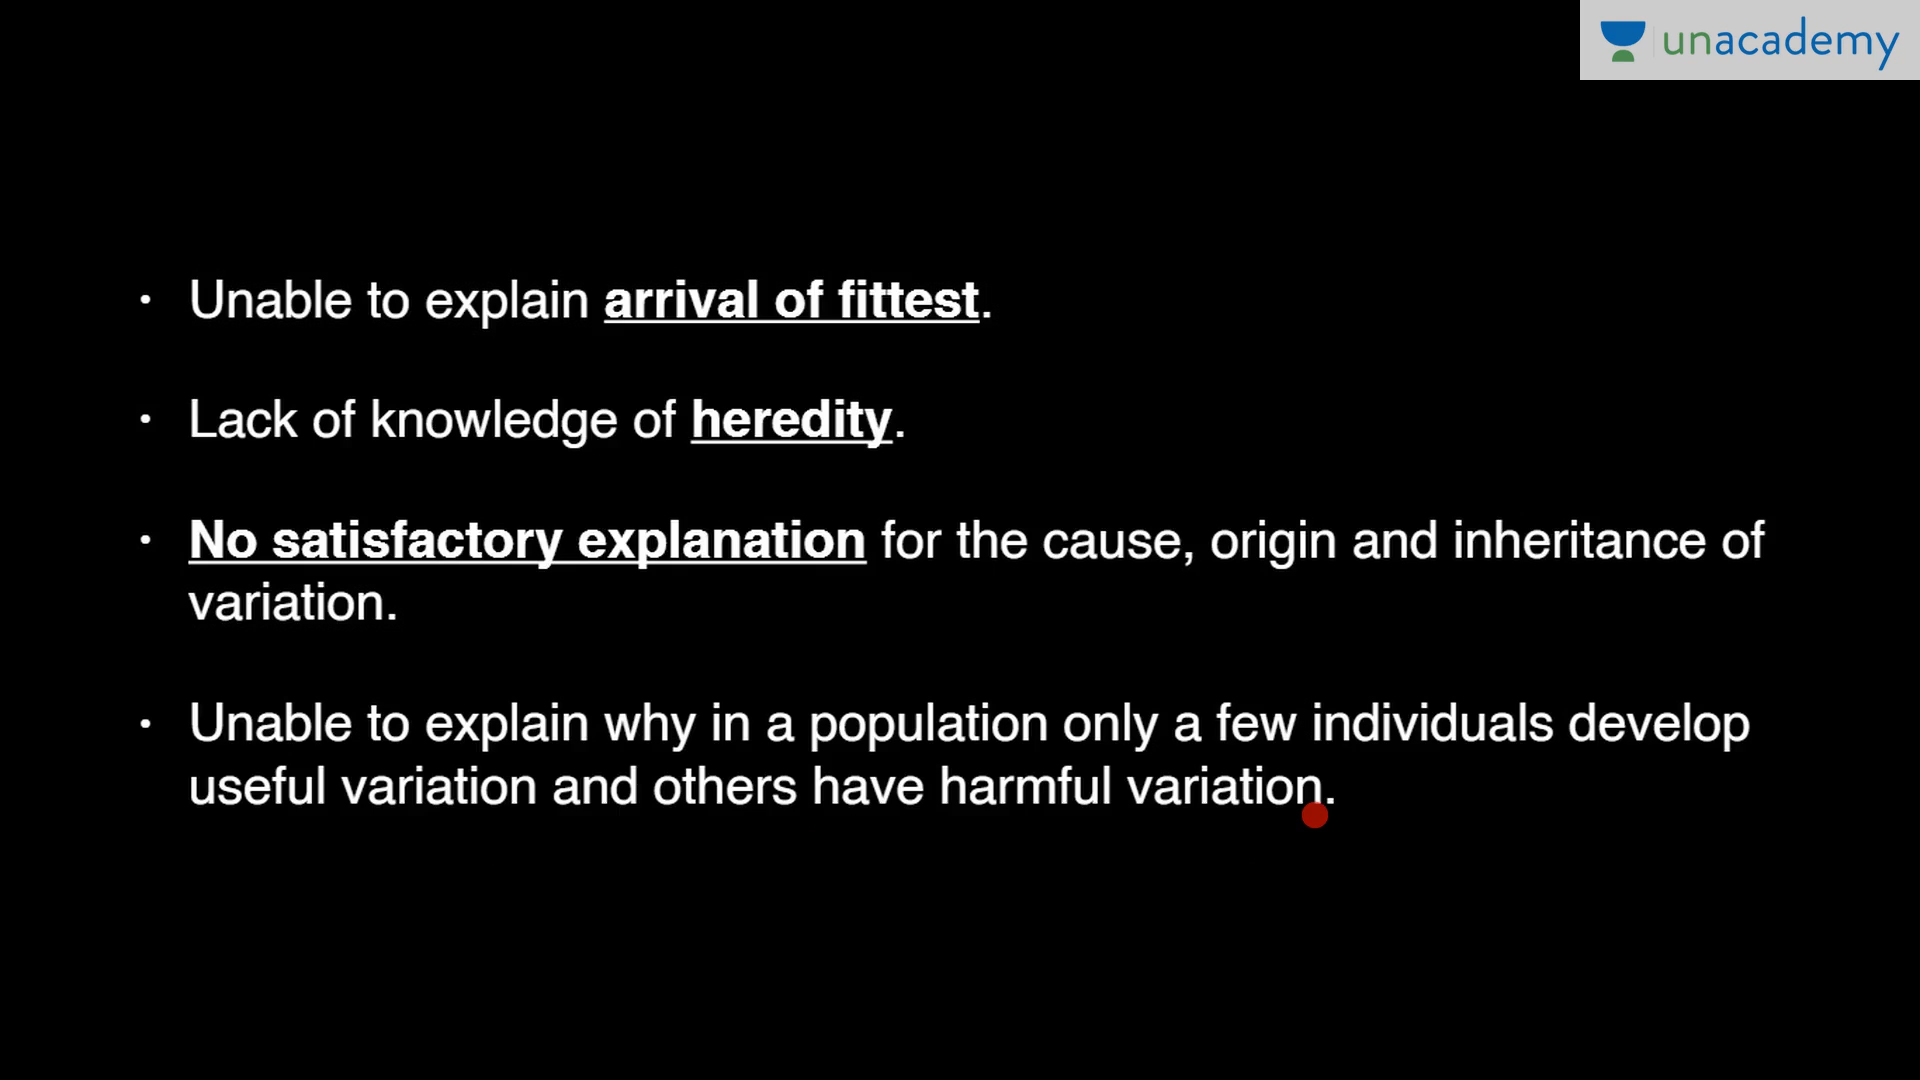 unacademy
· Unable to explain arrival of fittest.
· Lack of knowledge of heredity.
· No satisfactory explanation for the cause, origin and inheritance of
variation.
· Unable to explain why in a population only a few individuals develop
useful variation and others have harmful variation.